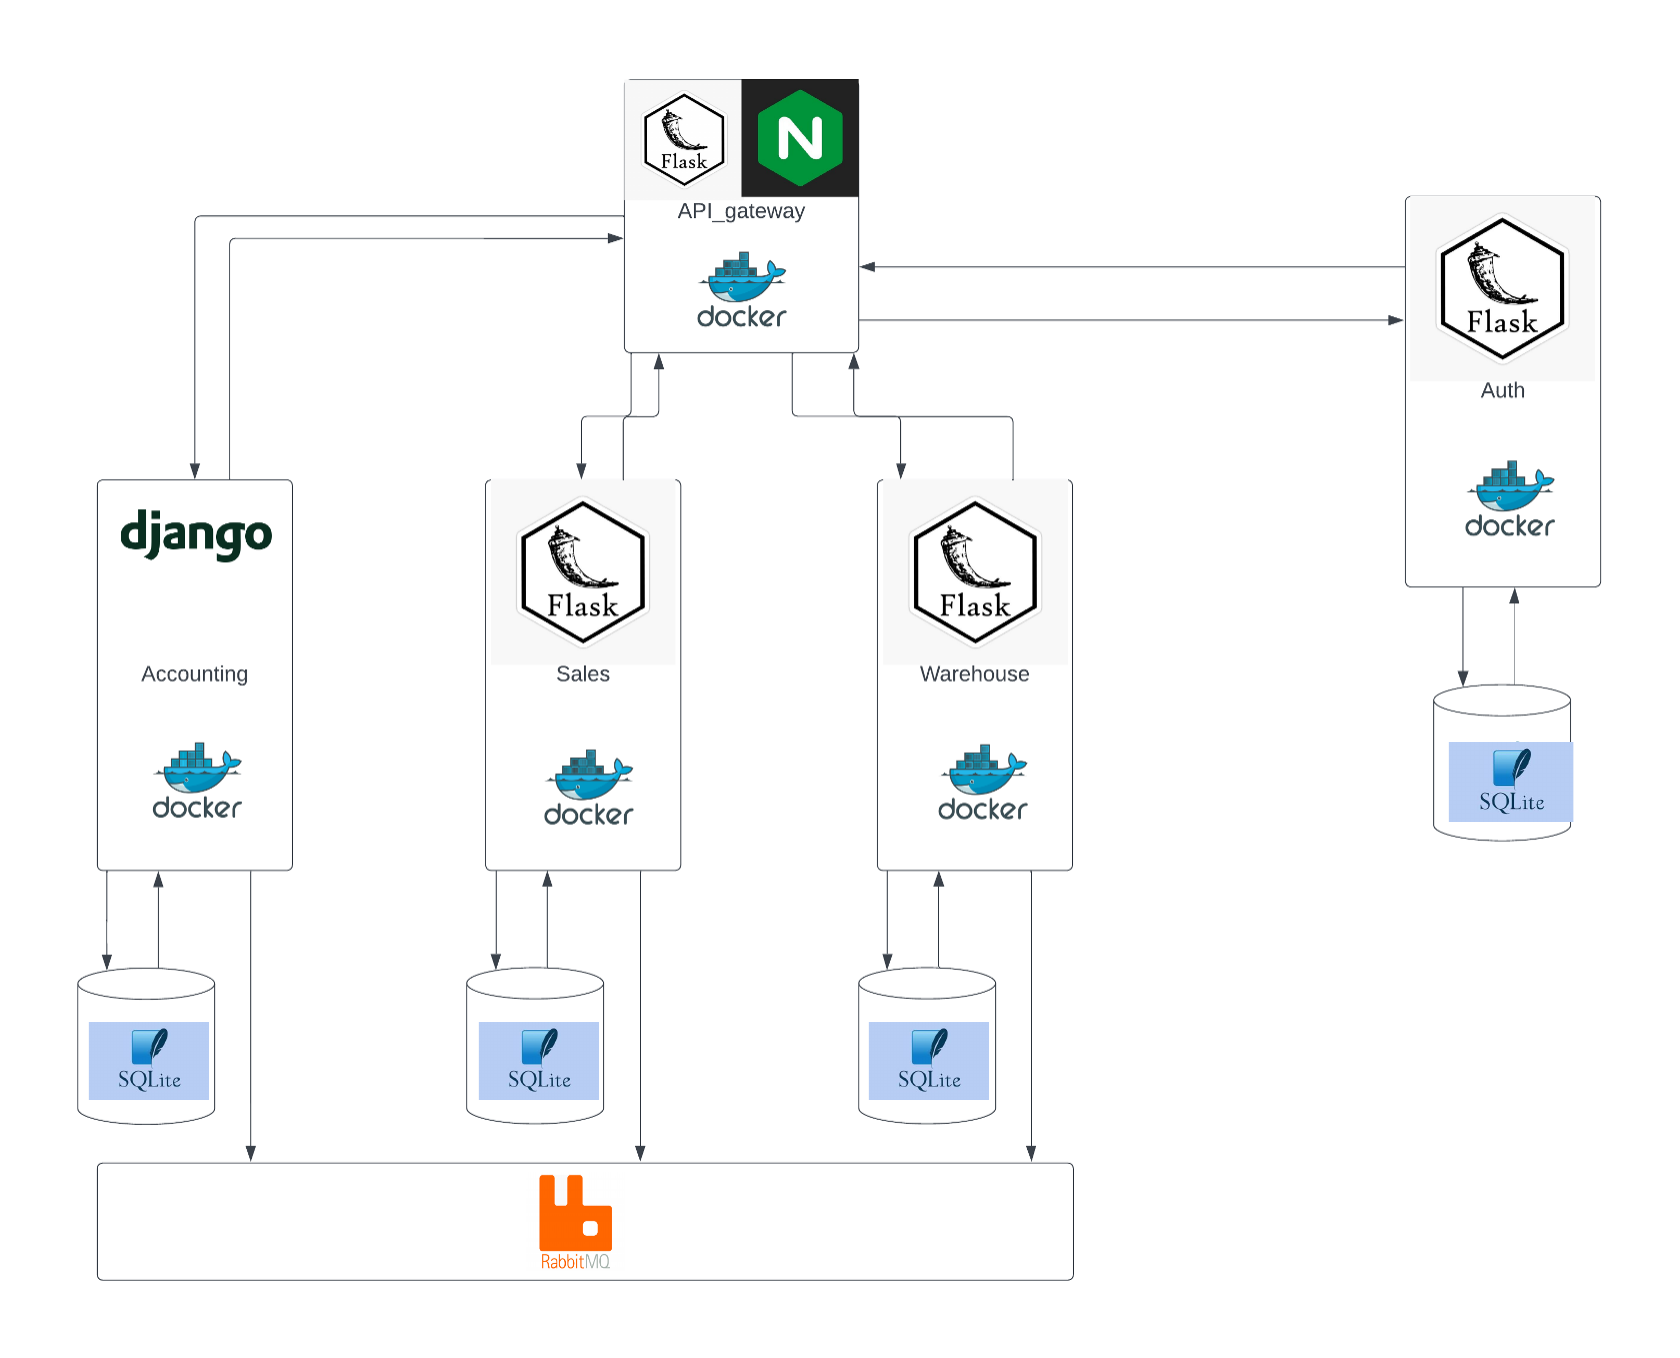 Flask
N
API_gateway
docker
Flask
Auth
docker
django
Accounting
docker
Flask
Sales
docker
Flask
Warehouse
docker
SQLite
SQLite
SQLite
SQLite
RabbitMQ